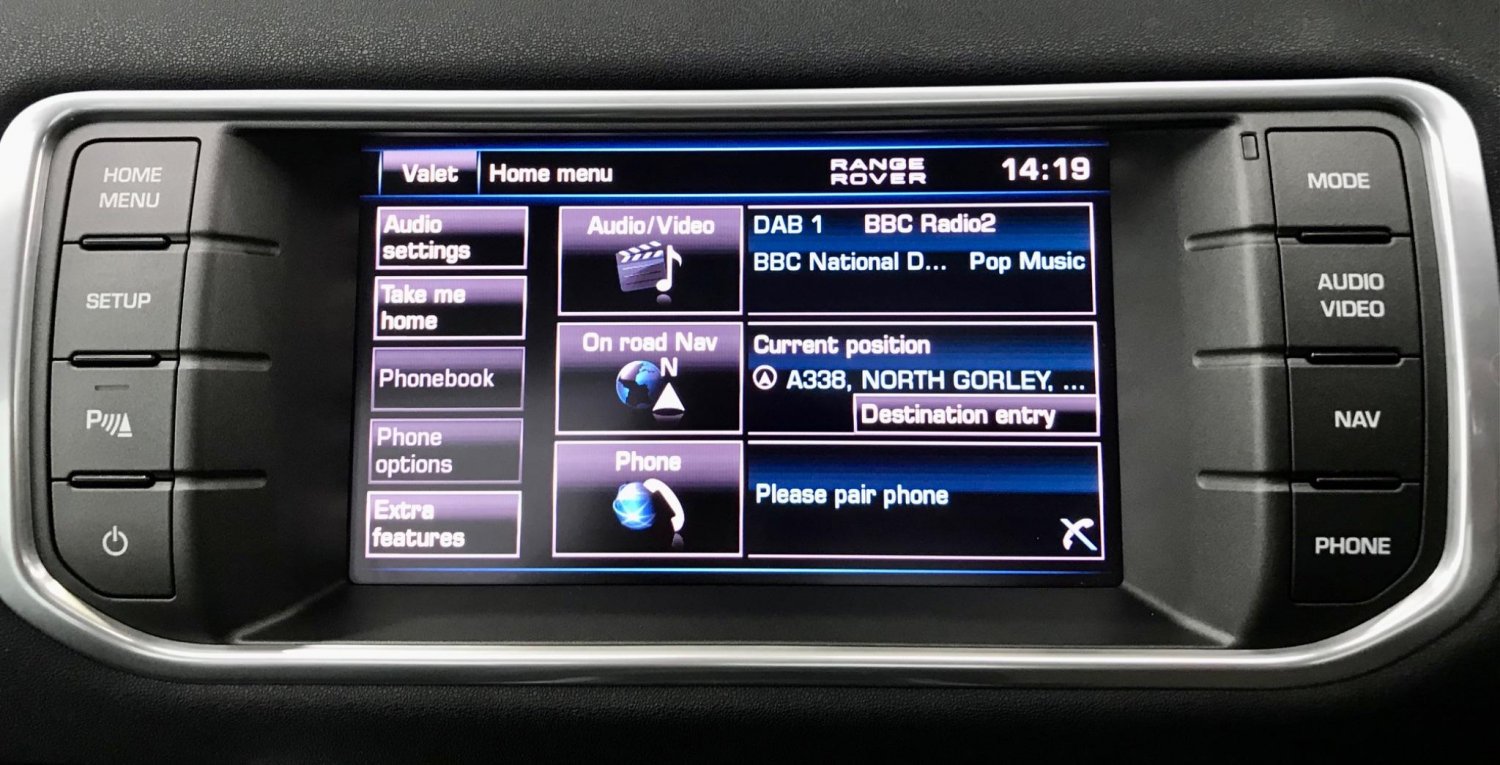 HOME
MENU
SETUP
P
Valet
Home menu
RANGE
ROVER
14:19
Audio
settings
Take me
home
Phonebook
Phone
options
Extra
features
Audio/Video
DAB 1 BBC Radio2
BBC National D... Pop Music
On road Nav
N
Current position
A338, NORTH GORLEY, ...
Destination entry
Phone
Please pair phone
MODE
AUDIO
VIDEO
NAV
PHONE